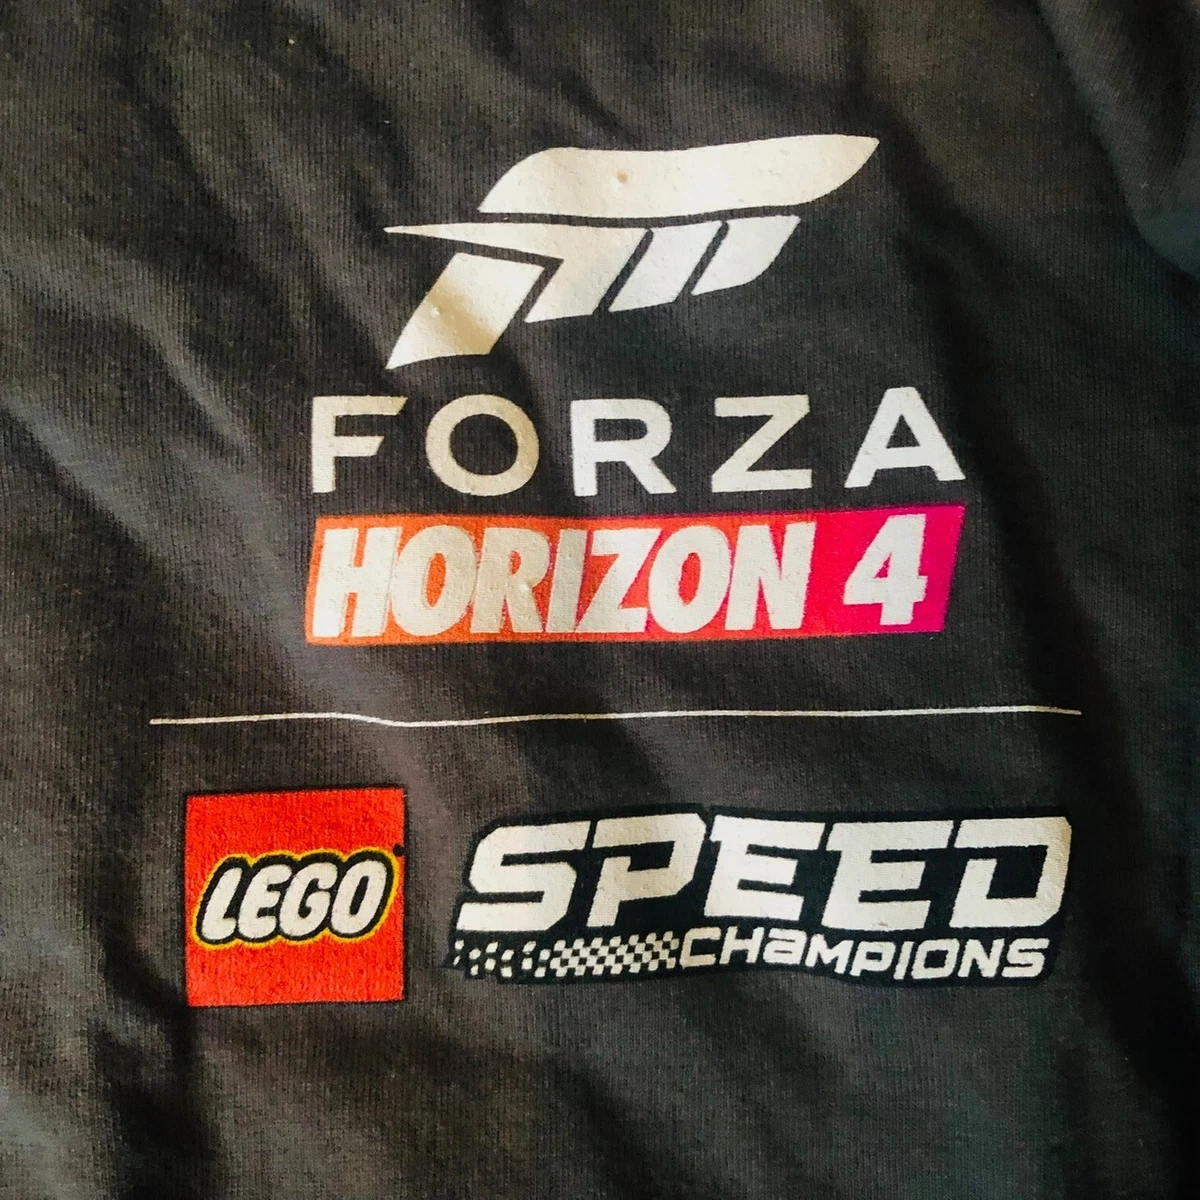 FORZA
HORIZON 4
LEGO
SPEED
CHAMPIONS